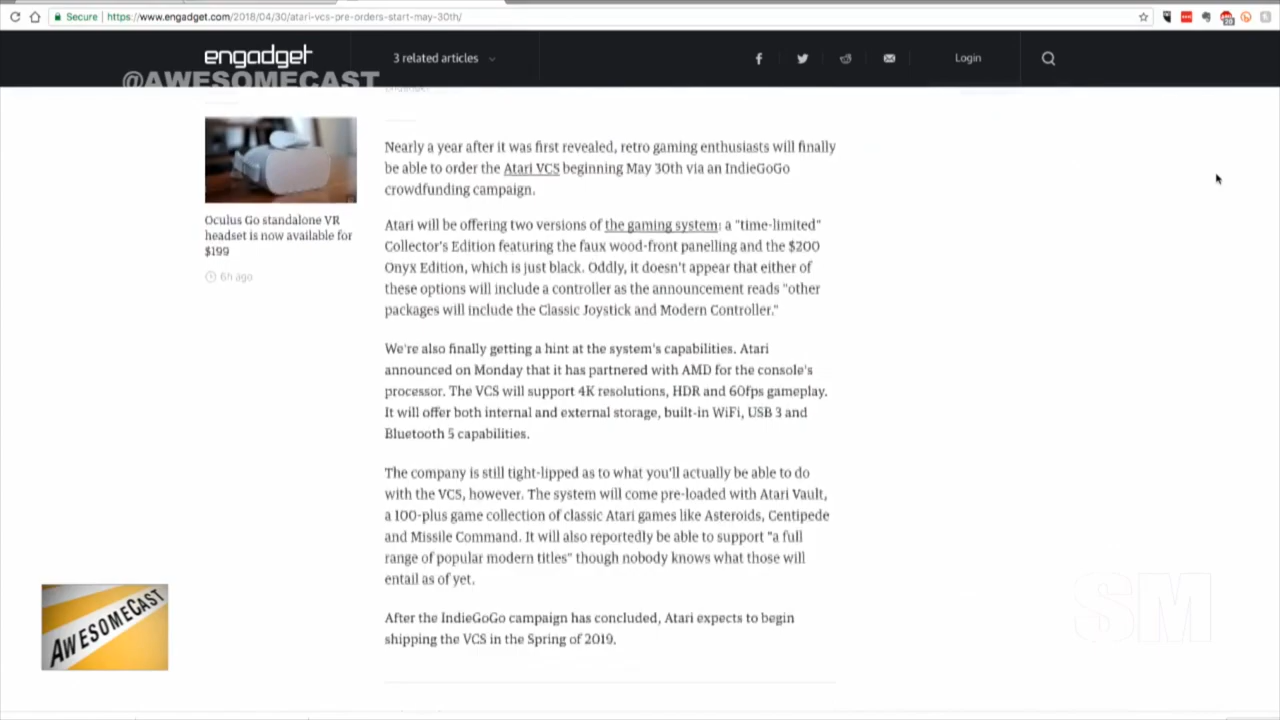 Secure
https://www.engadget.com/2018/04/30/atari-vcs-pre-orders-start-may-30th/
engadget
3 related articles
Login
@AWESOMECAST
Oculus Go standalone VR
headset is now available for
$199
6h ago
Nearly a year after it was first revealed, retro gaming enthusiasts will finally
be able to order the Atari VCS beginning May 30th via an IndieGoGo
crowdfunding campaign.
Atari will be offering two versions of the gaming system: a "time-limited"
Collector's Edition featuring the faux wood-front panelling and the $200
Onyx Edition, which is just black. Oddly, it doesn't appear that either of
these options will include a controller as the announcement reads "other
packages will include the Classic Joystick and Modern Controller."
We're also finally getting a hint at the system's capabilities. Atari
announced on Monday that it has partnered with AMD for the console's
processor. The VCS will support 4K resolutions, HDR and 60fps gameplay.
It will offer both internal and external storage, built-in WiFi, USB 3 and
Bluetooth 5 capabilities.
The company is still tight-lipped as to what you'll actually be able to do
with the VCS, however. The system will come pre-loaded with Atari Vault,
a 100-plus game collection of classic Atari games like Asteroids, Centipede
and Missile Command. It will also reportedly be able to support "a full
range of popular modern titles" though nobody knows what those will
entail as of yet.
After the IndieGoGo campaign has concluded, Atari expects to begin
shipping the VCS in the Spring of 2019.
AWESOMECAST
SM